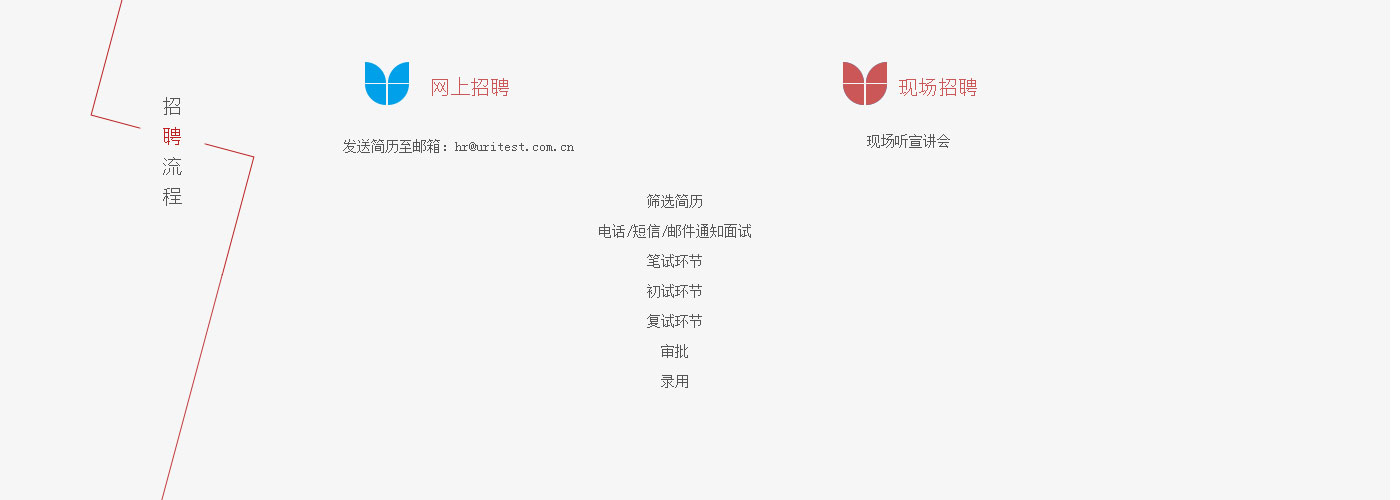 招
聘
流
程
网上招聘
发送简历至邮箱：hr@uritest.com.cn
现场招聘
现场听宣讲会
筛选简历
电话/短信/邮件通知面试
笔试环节
初试环节
复试环节
审批
录用